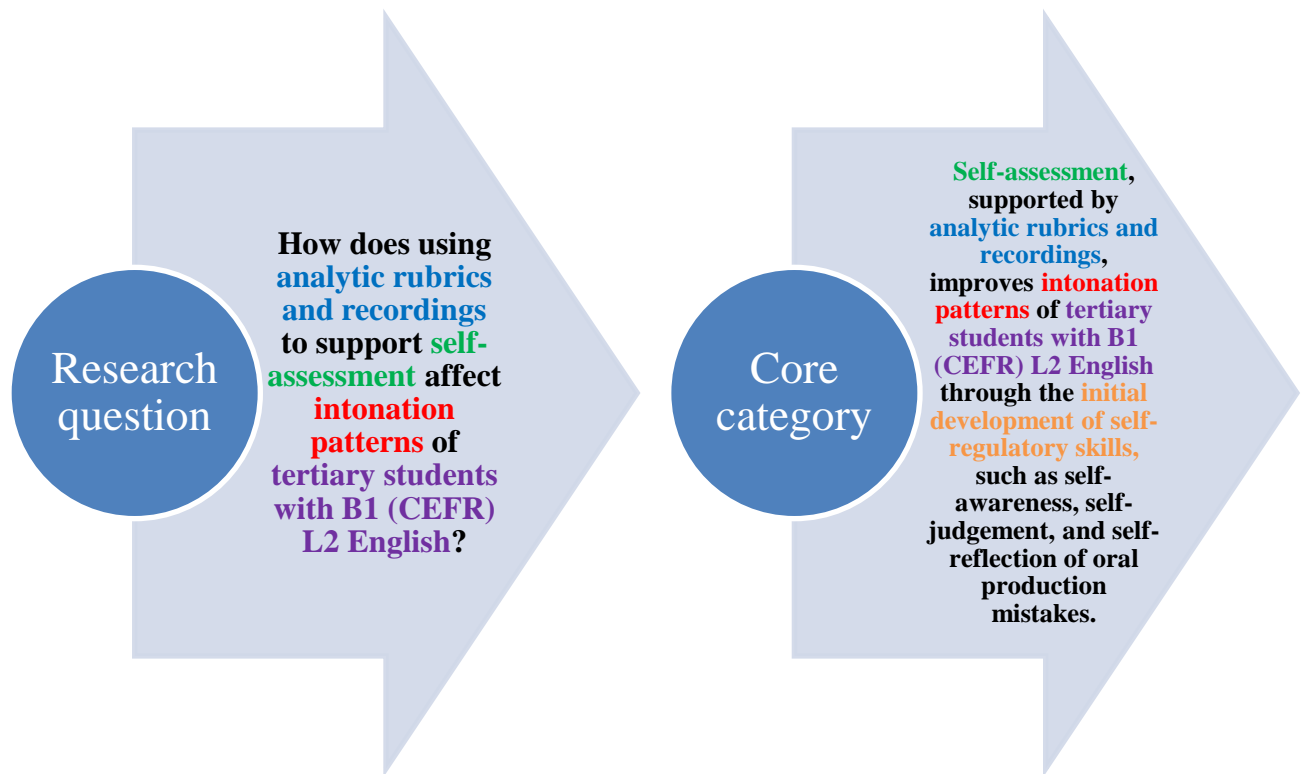 Research
question
How does using
analytic rubrics
and recordings
to support self-
assessment affect
intonation
patterns of
tertiary students
with B1 (CEFR)
L2 English?
Core
category
Self-assessment,
supported by
analytic rubrics and
recordings,
improves intonation
patterns of tertiary
students with B1
(CEFR) L2 English
through the initial
development of self-
regulatory skills,
such as self-
awareness, self-
judgement, and self-
reflection of oral
production
mistakes.